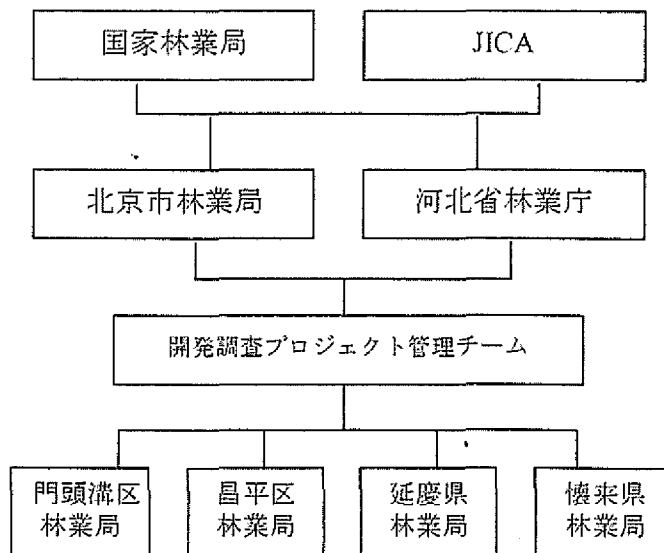 国家林業局
JICA
北京市林業局
河北省林業庁
開発調査プロジェクト管理チーム
門頭溝区
林業局
昌平区
林業局
延慶県
林業局
懐来県
林業局